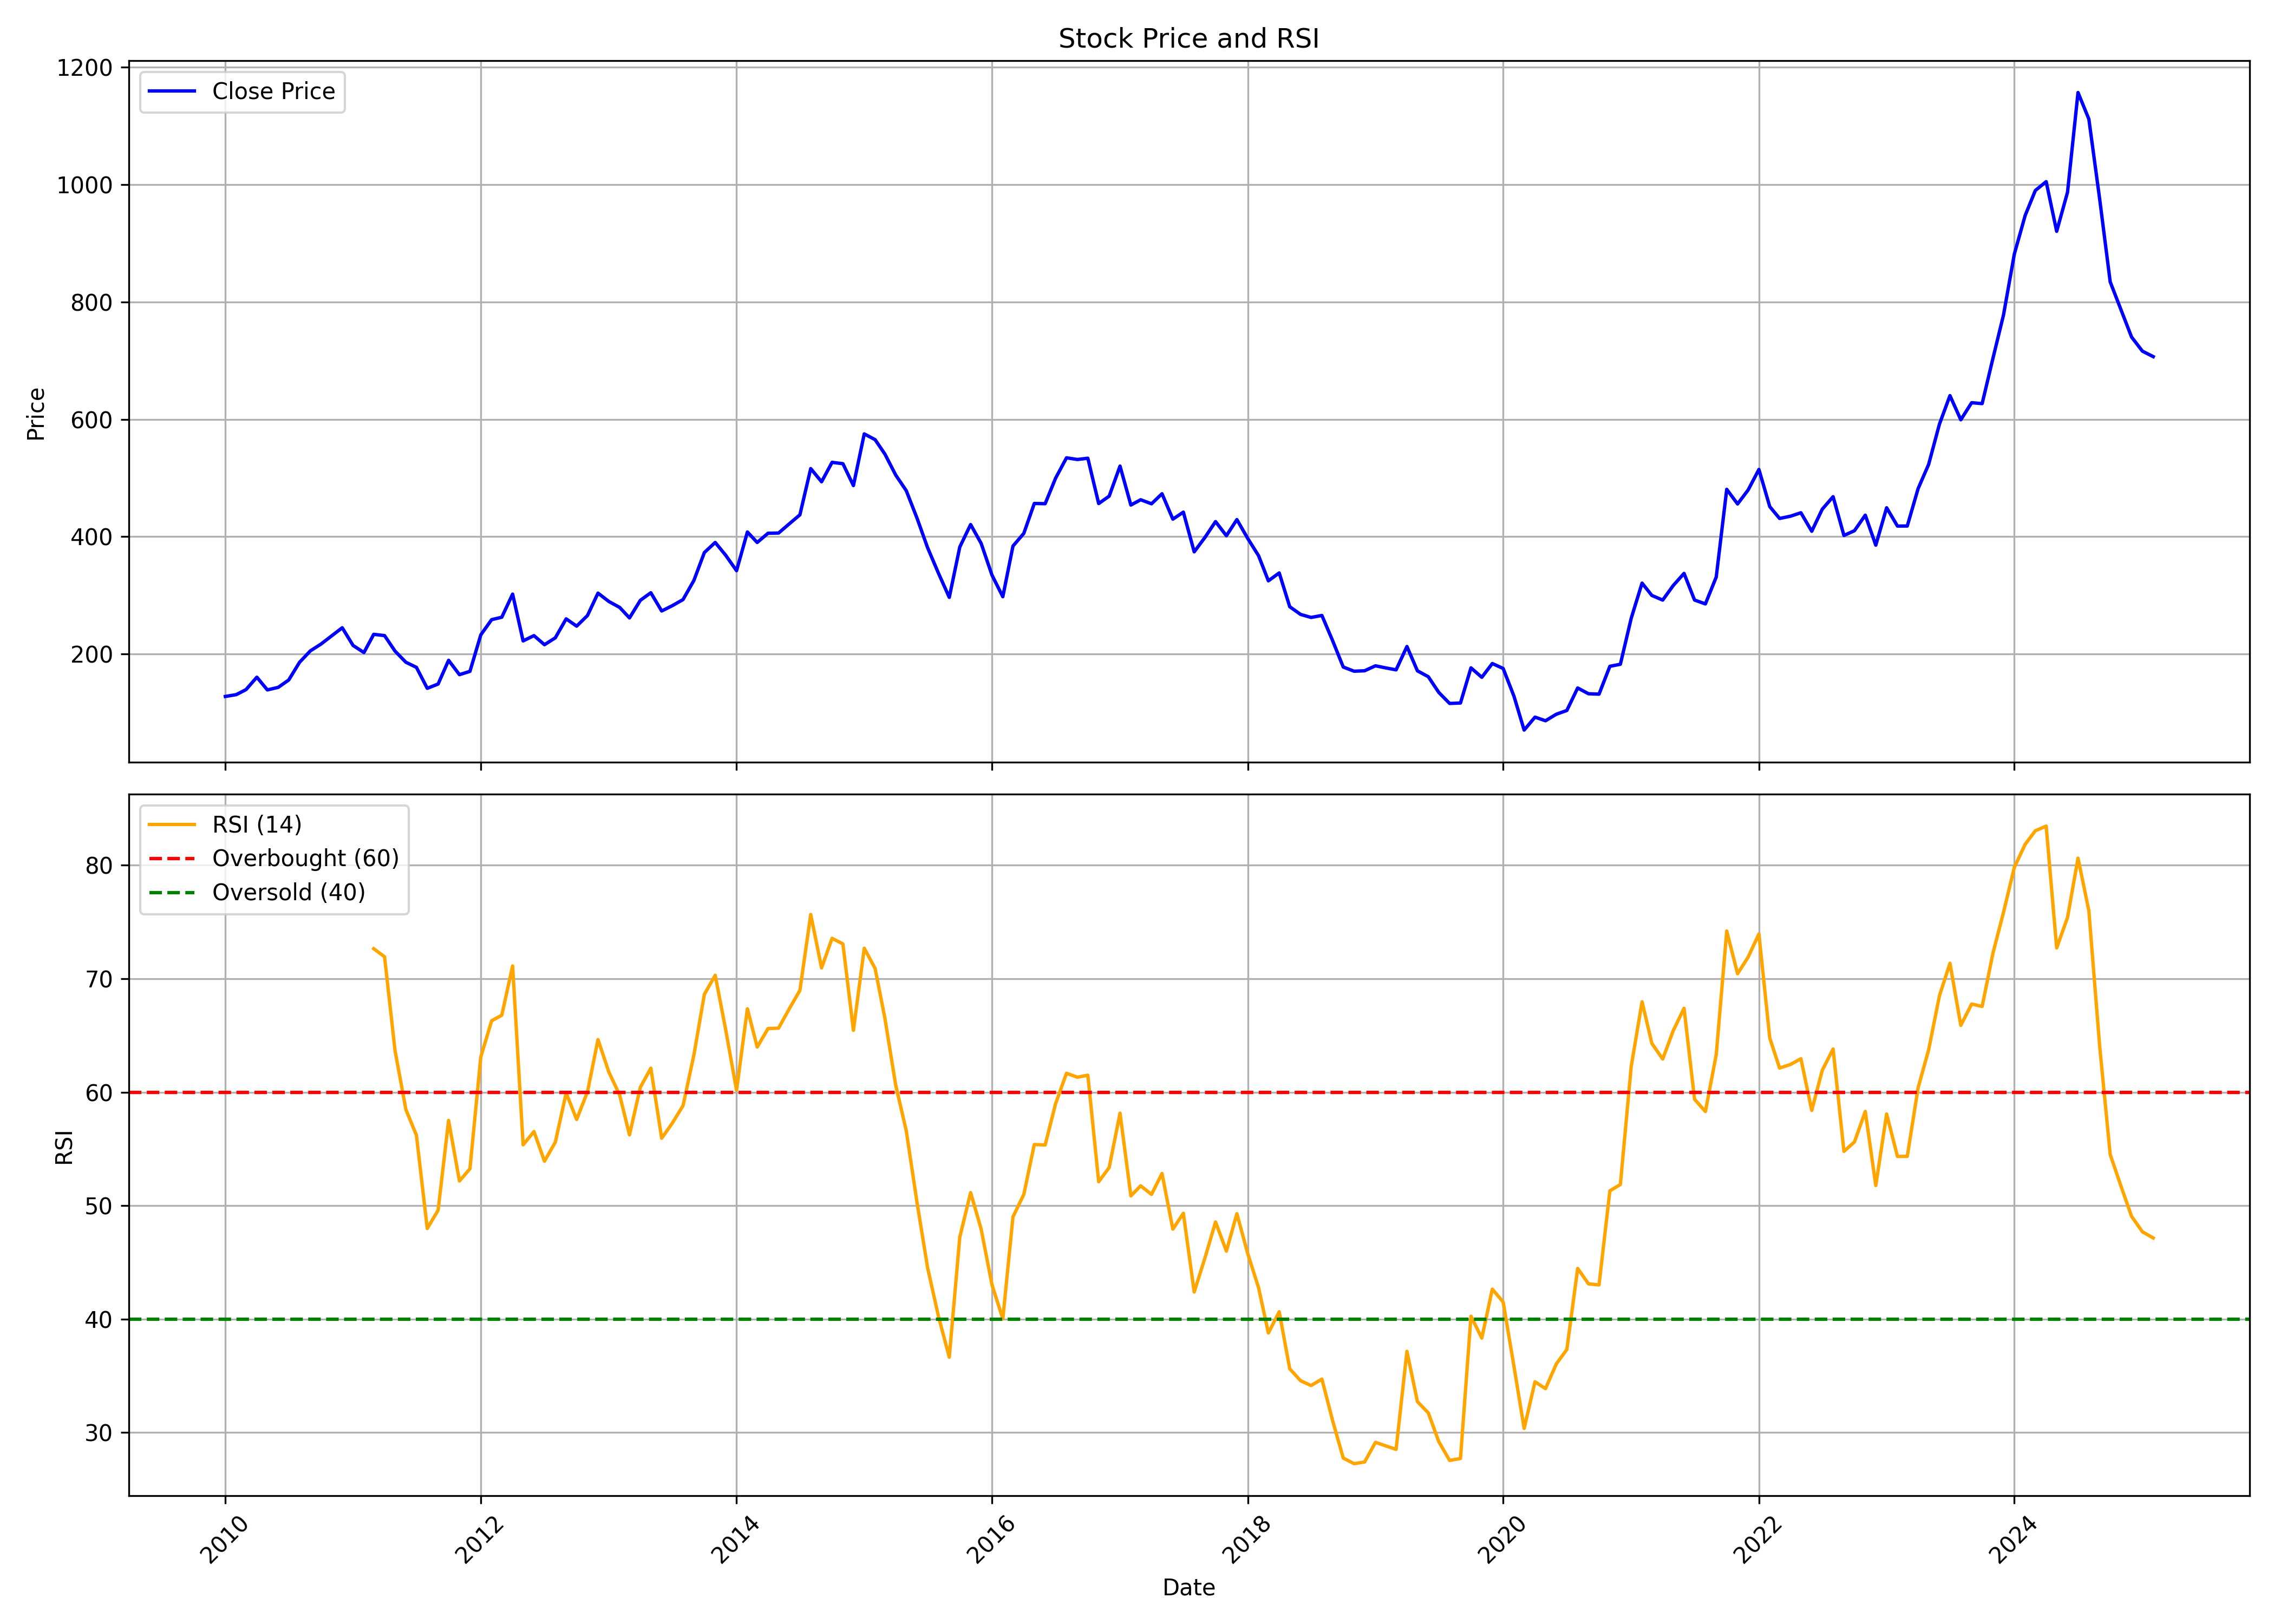 Stock Price and RSI
Close Price
1200
1000
800
600
400
200
Price
RSI (14)
Overbought (60)
Oversold (40)
80
70
60
50
40
30
RSI
2010
2012
2014
2016
2018
2020
2022
2024
Date